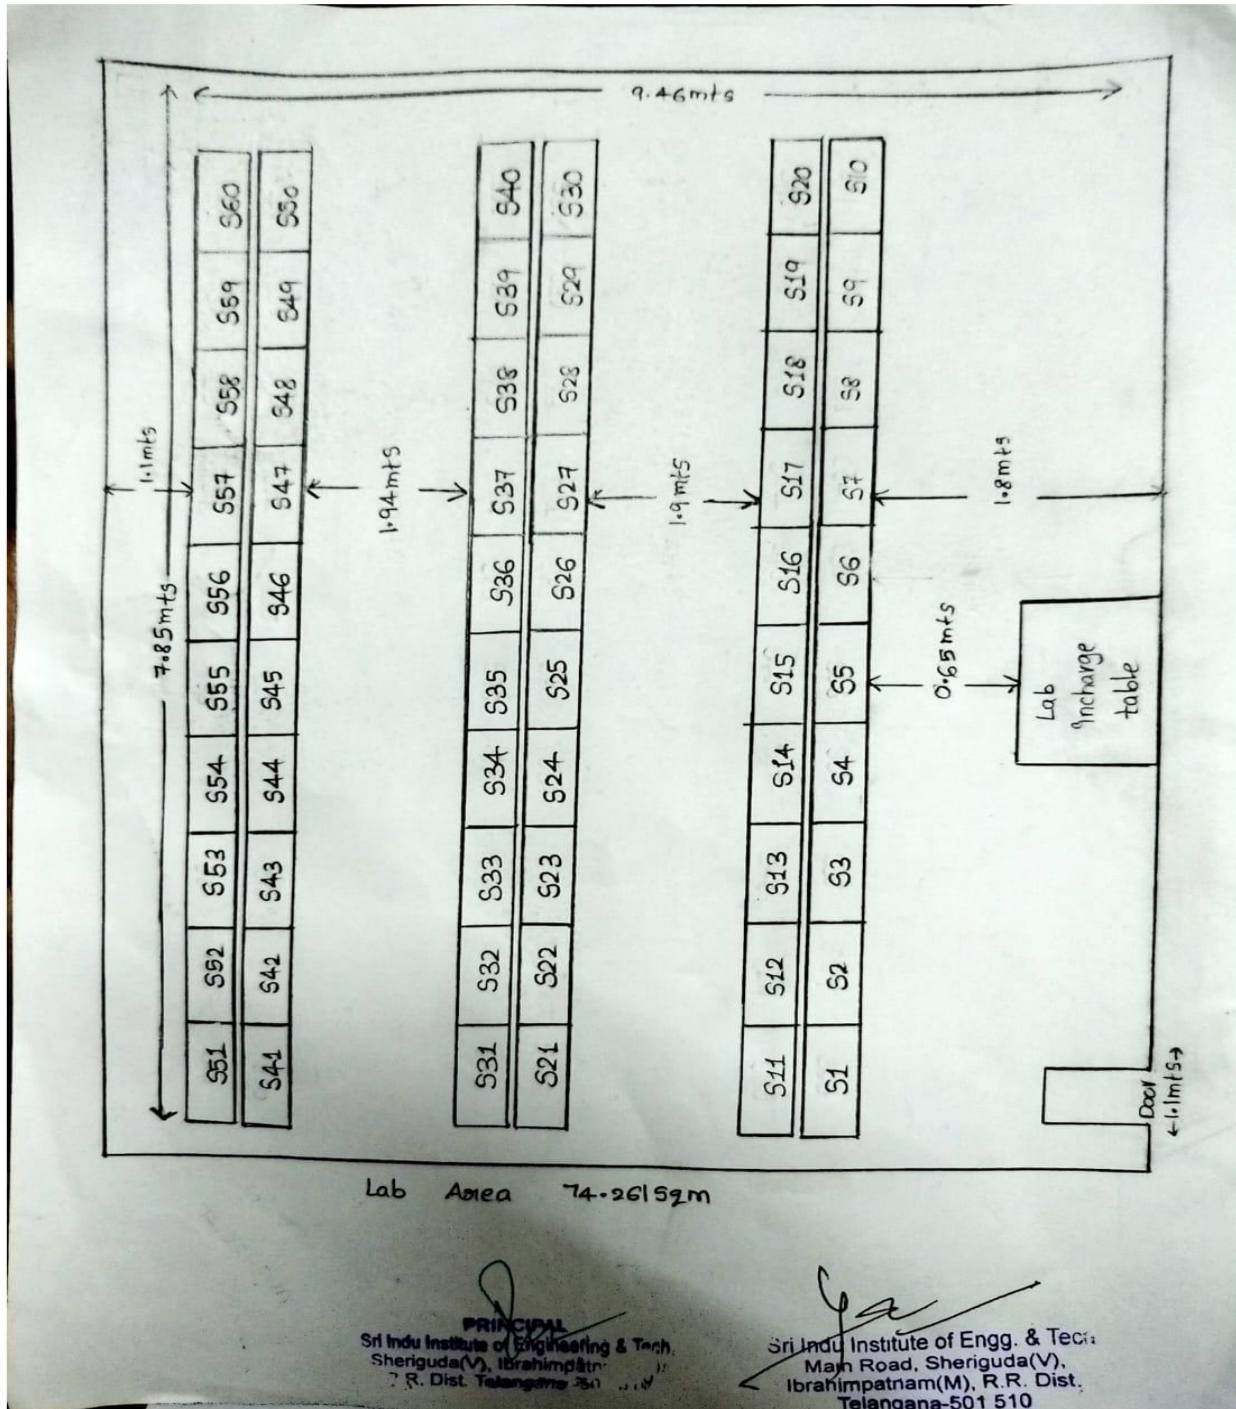 9.46mts
7.85mts
1.1mts
1.94mts
1.9mts
1.8mts
0.65mts
S60 S50 S40 S30 S20 S10
S59 S49 S39 S29 S19 S9
S58 S48 S38 S28 S18 S8
S57 S47 S37 S27 S17 S7
S56 S46 S36 S26 S16 S6
S55 S45 S35 S25 S15 S5
S54 S44 S34 S24 S14 S4
S53 S43 S33 S23 S13 S3
S52 S42 S32 S22 S12 S2
S51 S41 S31 S21 S11 S1
Lab
Incharge
table
Door
1.1mts
Lab Area 74.261Sqm
PRINCIPAL
Sri Indu Institute of Engineering & Tech.
Sheriguda(V), Ibrahimpatn
R. Dist. Telangana
Sri Indu Institute of Engg. & Tech.
Main Road, Sheriguda(V),
Ibrahimpatnam(M), R.R. Dist.
Telangana-501 510